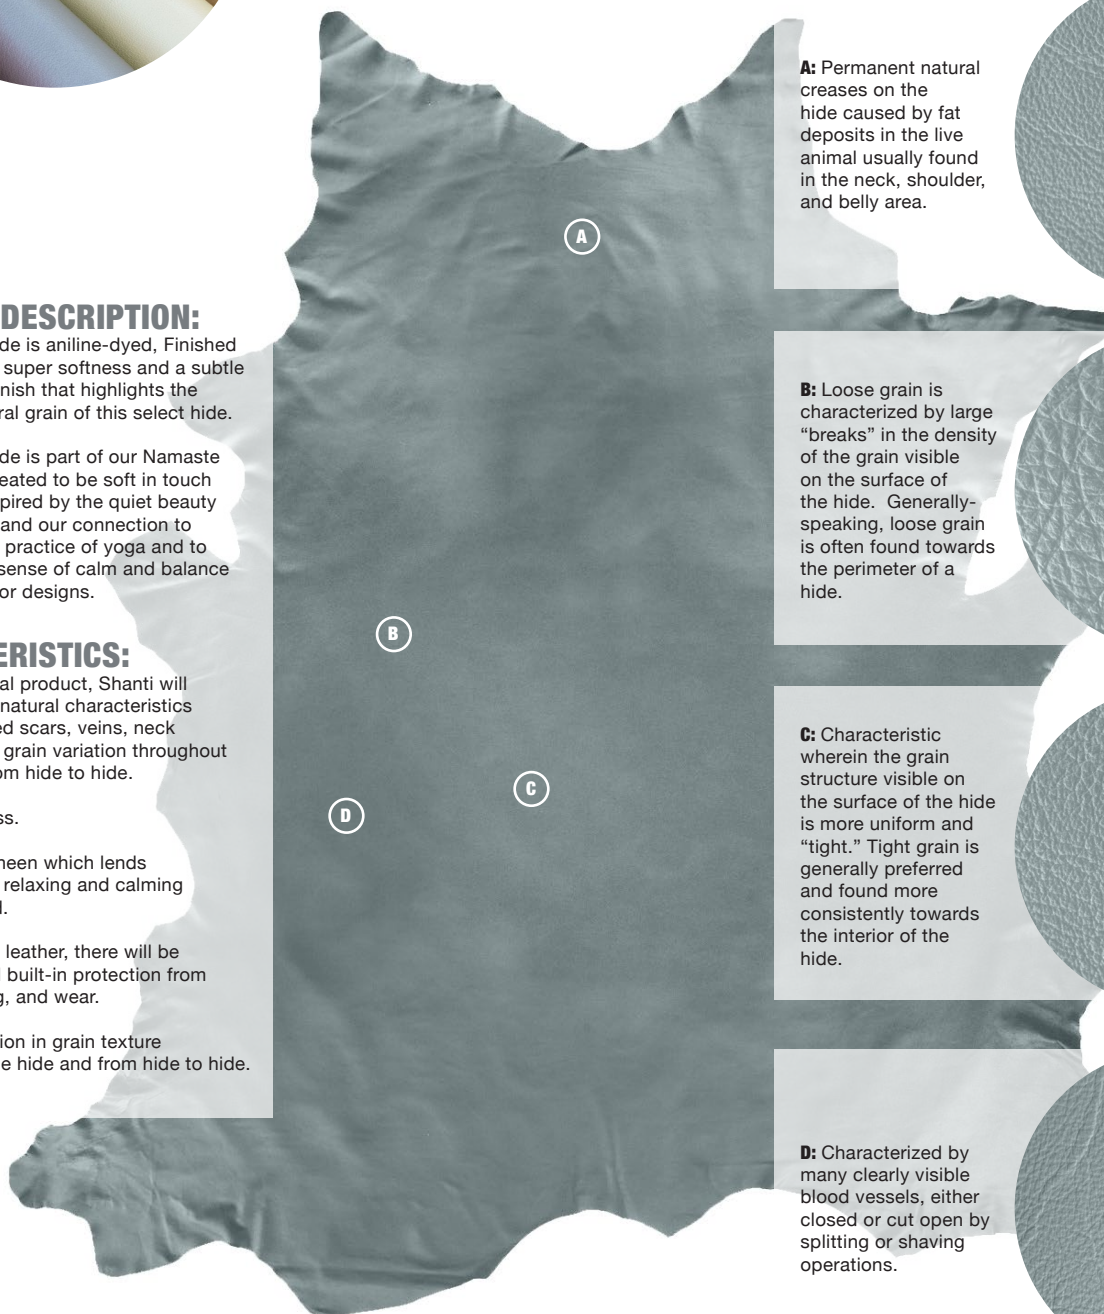 DESCRIPTION:
de is aniline-dyed, Finished
super softness and a subtle
nish that highlights the
ral grain of this select hide.
de is part of our Namaste
eated to be soft in touch
pired by the quiet beauty
and our connection to
practice of yoga and to
sense of calm and balance
or designs.
ERISTICS:
al product, Shanti will
natural characteristics
ed scars, veins, neck
grain variation throughout
om hide to hide.
ss.
heen which lends
relaxing and calming
l.
leather, there will be
l built-in protection from
g, and wear.
ion in grain texture
e hide and from hide to hide.
A
B
C
D
A: Permanent natural
creases on the
hide caused by fat
deposits in the live
animal usually found
in the neck, shoulder,
and belly area.
B: Loose grain is
characterized by large
“breaks” in the density
of the grain visible
on the surface of
the hide.  Generally-
speaking, loose grain
is often found towards
the perimeter of a
hide.
C: Characteristic
wherein the grain
structure visible on
the surface of the hide
is more uniform and
“tight.” Tight grain is
generally preferred
and found more
consistently towards
the interior of the
hide.
D: Characterized by
many clearly visible
blood vessels, either
closed or cut open by
splitting or shaving
operations.